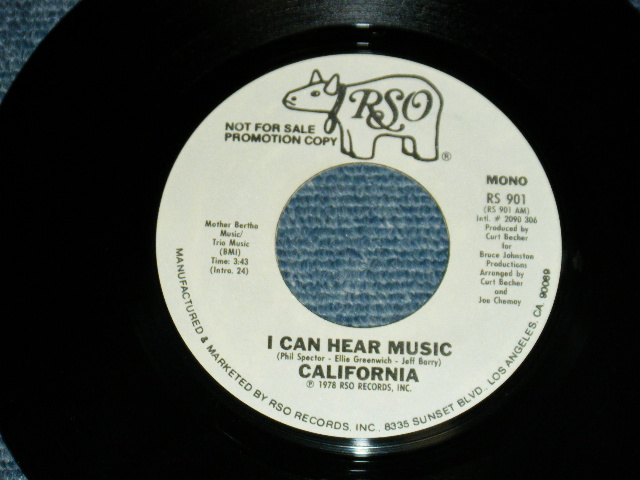 RSO
®
NOT FOR SALE
PROMOTION COPY
MONO
RS 901
(RS 901 AM)
Intl. # 2090 306
Produced by
Curt Becher
for
Bruce Johnston
Productions
Arranged by
Curt Becher
and
Joe Chemay
Mother Bertha
Music/
Trio Music
(BMI)
Time: 3:43
(Intro. 24)
I CAN HEAR MUSIC
(Phil Spector - Ellie Greenwich - Jeff Barry)
CALIFORNIA
℗ 1978 RSO RECORDS, INC.
MANUFACTURED & MARKETED BY RSO RECORDS, INC., 8335 SUNSET BLVD. LOS ANGELES, CA. 90069